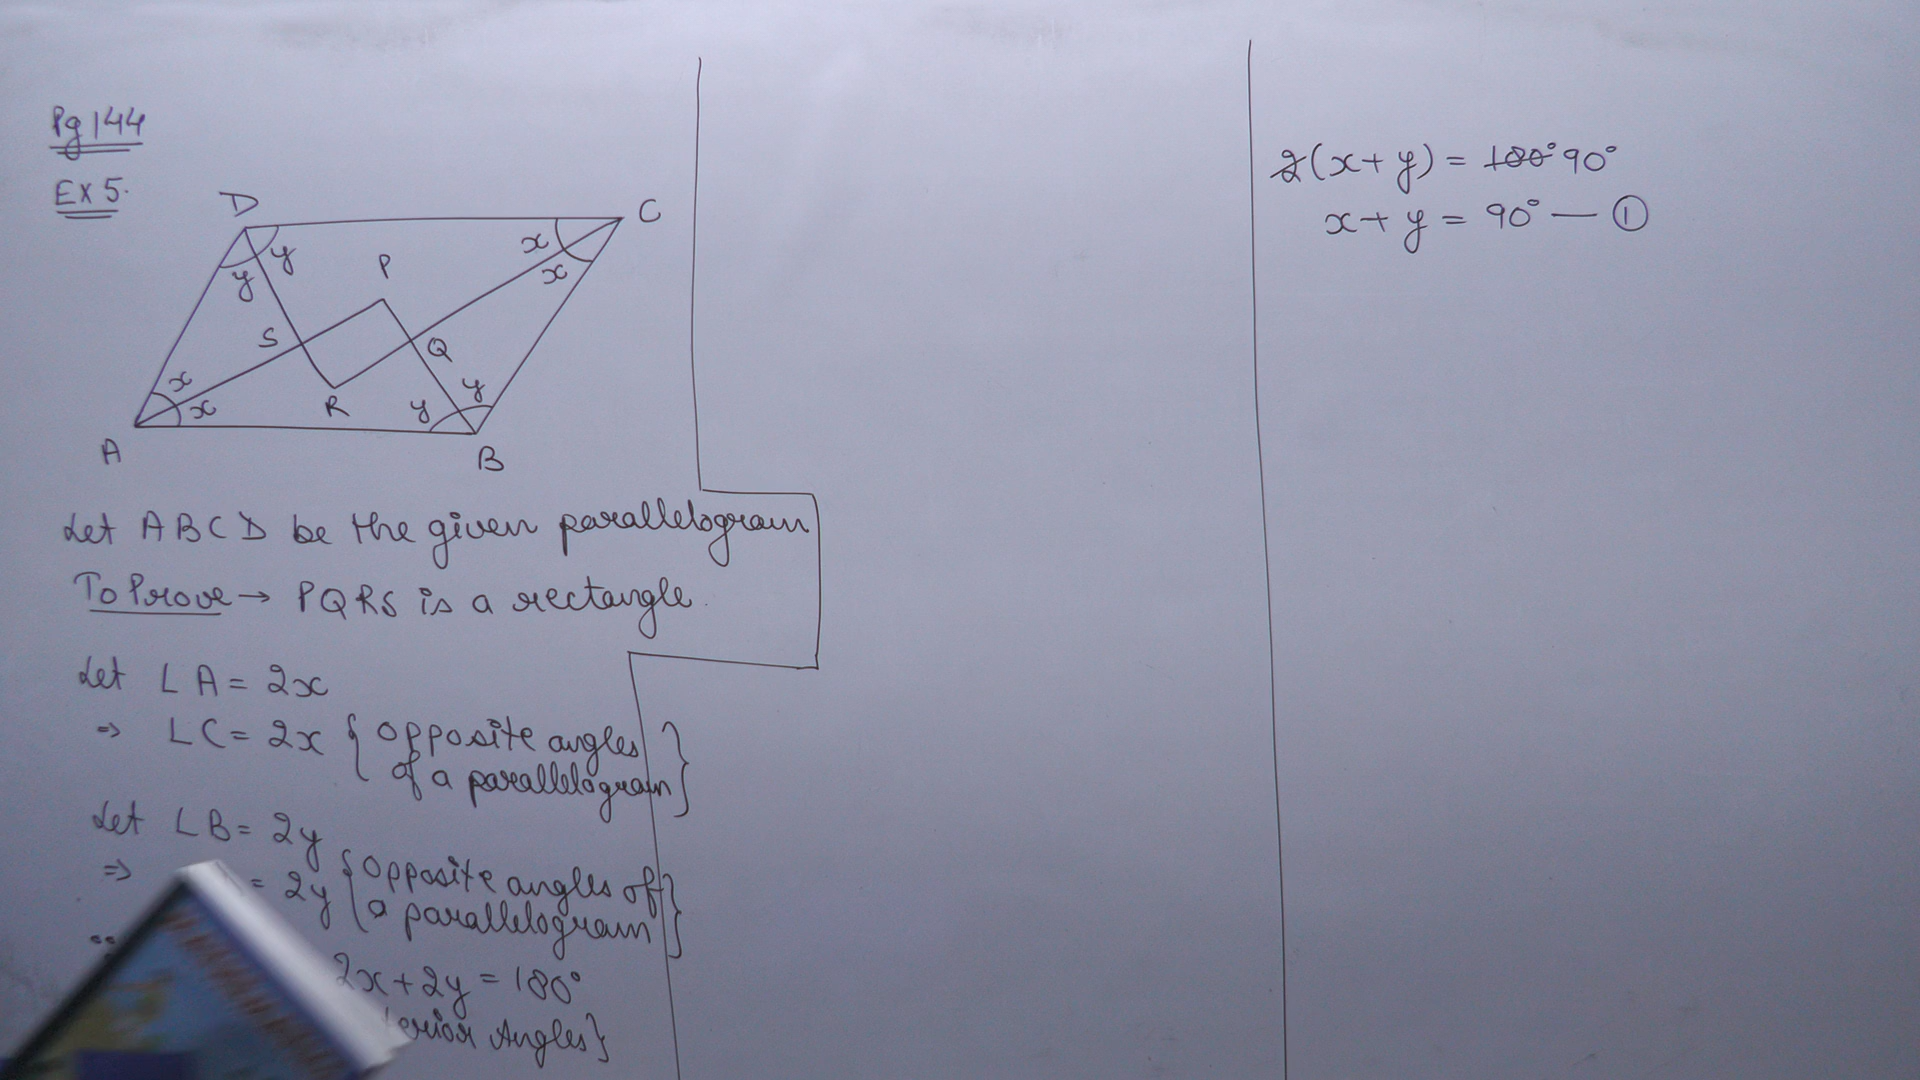 Pg 144
Ex 5.
D
C
y
x
y
P
x
S
Q
x
y
x
R
y
A
B
Let ABCD be the given parallelogram
To Prove → PQRS is a rectangle.
Let ∠A = 2x
⇒ ∠C = 2x {opposite angles
of a parallelogram}
Let ∠B = 2y
⇒ = 2y {opposite angles of
a parallelogram}
2x + 2y = 180°
Angles}
2(x + y) = 180° 90°
x + y = 90° — ①